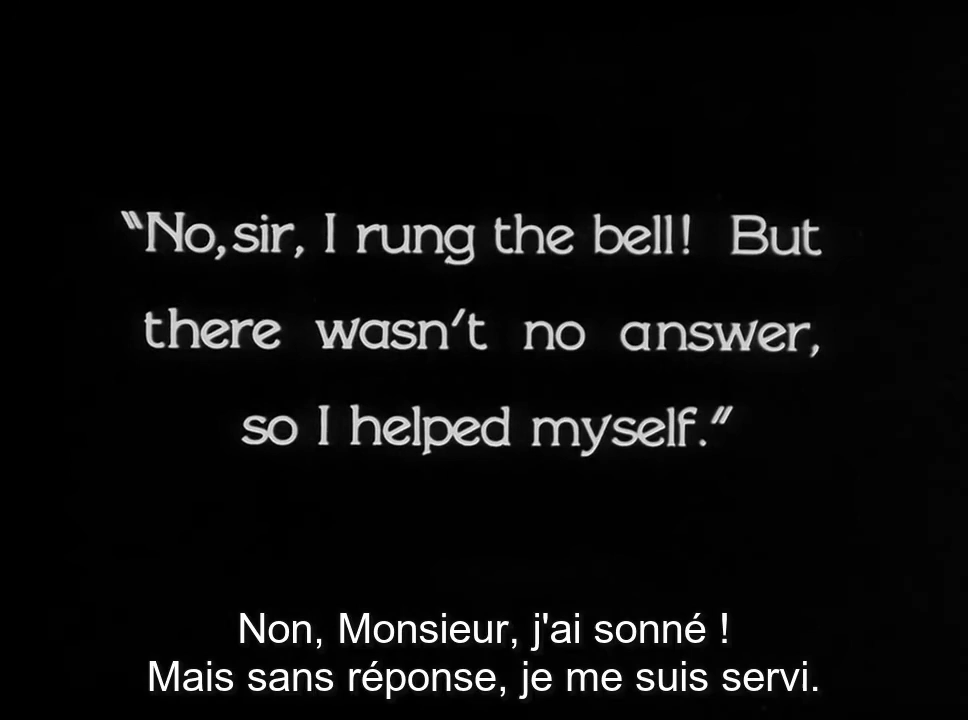 "No, sir, I rung the bell! But
there wasn't no answer,
so I helped myself."
Non, Monsieur, j'ai sonné !
Mais sans réponse, je me suis servi.